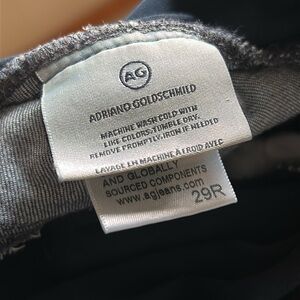 AG
ADRIANO GOLDSCHMIED
MACHINE WASH COLD WITH
LIKE COLORS. TUMBLE DRY.
REMOVE PROMPTLY. IRON IF NEEDED
LAVAGE EN MACHINE À FROID AVEC
AND GLOBALLY
SOURCED COMPONENTS
www.agjeans.com
29R